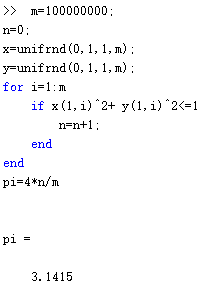 >> m=100000000;
n=0;
x=unifrnd(0,1,1,m);
y=unifrnd(0,1,1,m);
for i=1:m
if x(1,i)^2+ y(1,i)^2<=1
n=n+1;
end
end
pi=4*n/m
pi =
3.1415